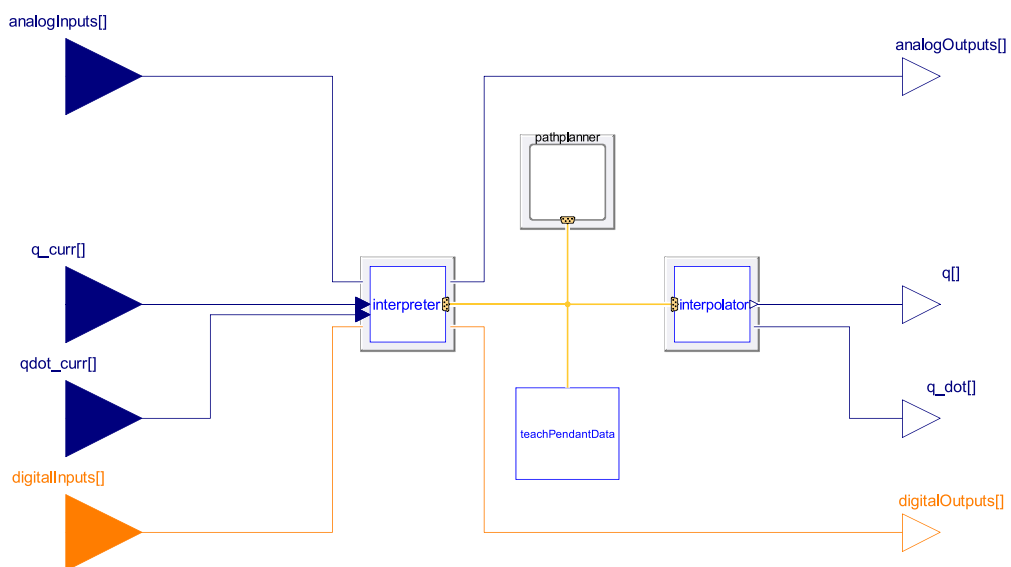 analogInputs[]
analogOutputs[]
pathplanner
q_curr[]
q[]
interpreter
interpolator
qdot_curr[]
q_dot[]
teachPendantData
digitalInputs[]
digitalOutputs[]